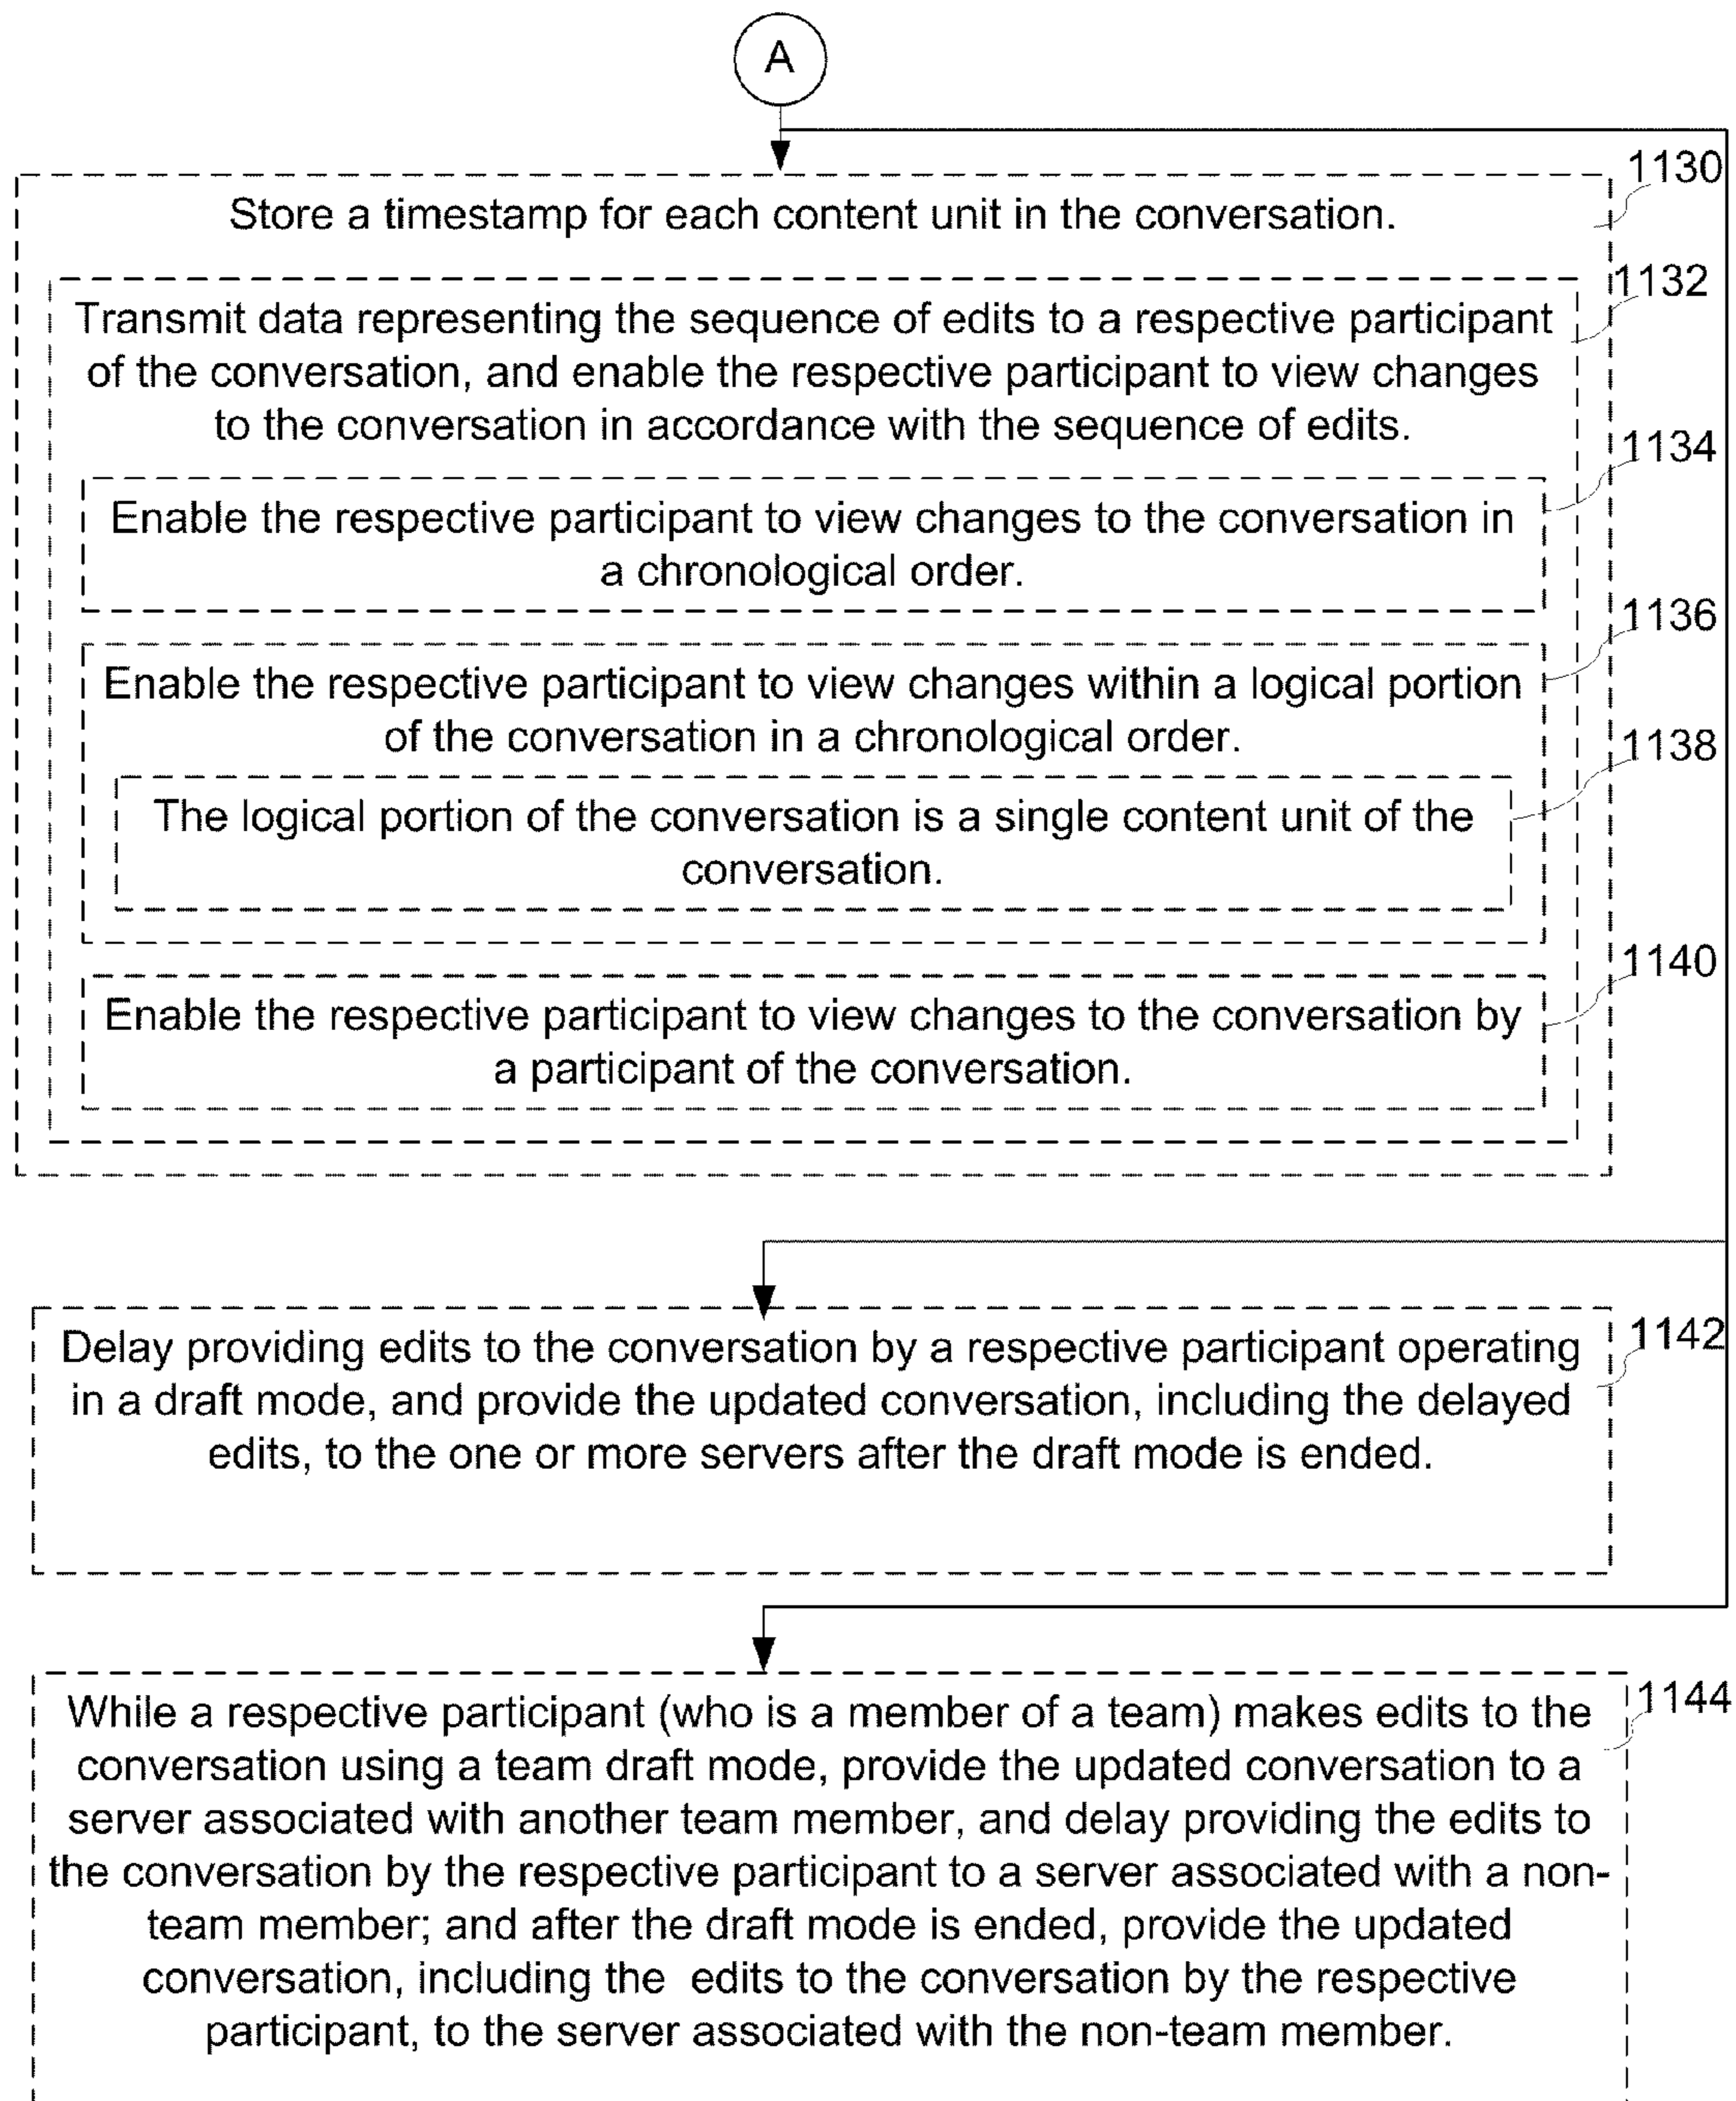 A
1130
Store a timestamp for each content unit in the conversation.
1132
Transmit data representing the sequence of edits to a respective participant
of the conversation, and enable the respective participant to view changes
to the conversation in accordance with the sequence of edits.
1134
Enable the respective participant to view changes to the conversation in
a chronological order.
1136
Enable the respective participant to view changes within a logical portion
of the conversation in a chronological order.
1138
The logical portion of the conversation is a single content unit of the
conversation.
1140
Enable the respective participant to view changes to the conversation by
a participant of the conversation.
1142
Delay providing edits to the conversation by a respective participant operating
in a draft mode, and provide the updated conversation, including the delayed
edits, to the one or more servers after the draft mode is ended.
1144
While a respective participant (who is a member of a team) makes edits to the
conversation using a team draft mode, provide the updated conversation to a
server associated with another team member, and delay providing the edits to
the conversation by the respective participant to a server associated with a non-
team member; and after the draft mode is ended, provide the updated
conversation, including the edits to the conversation by the respective
participant, to the server associated with the non-team member.